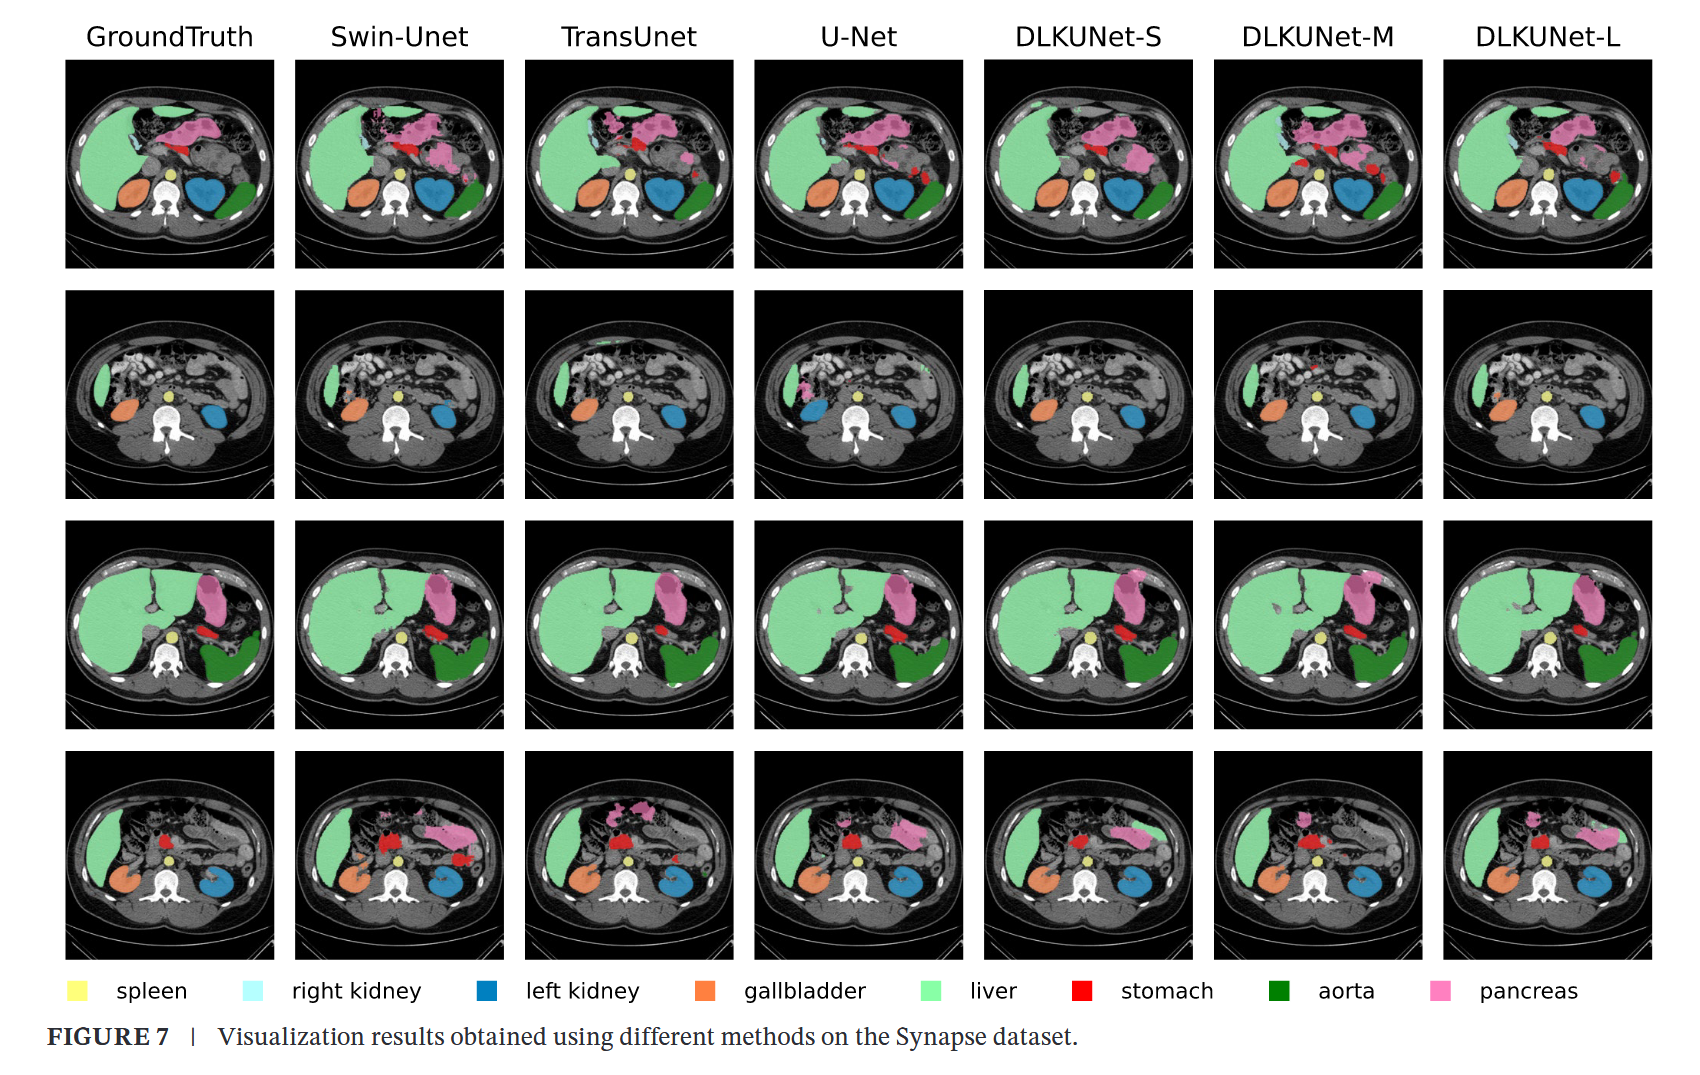 GroundTruth Swin-Unet TransUnet U-Net DLKUNet-S DLKUNet-M DLKUNet-L
spleen right kidney left kidney gallbladder liver stomach aorta pancreas
FIGURE 7 | Visualization results obtained using different methods on the Synapse dataset.